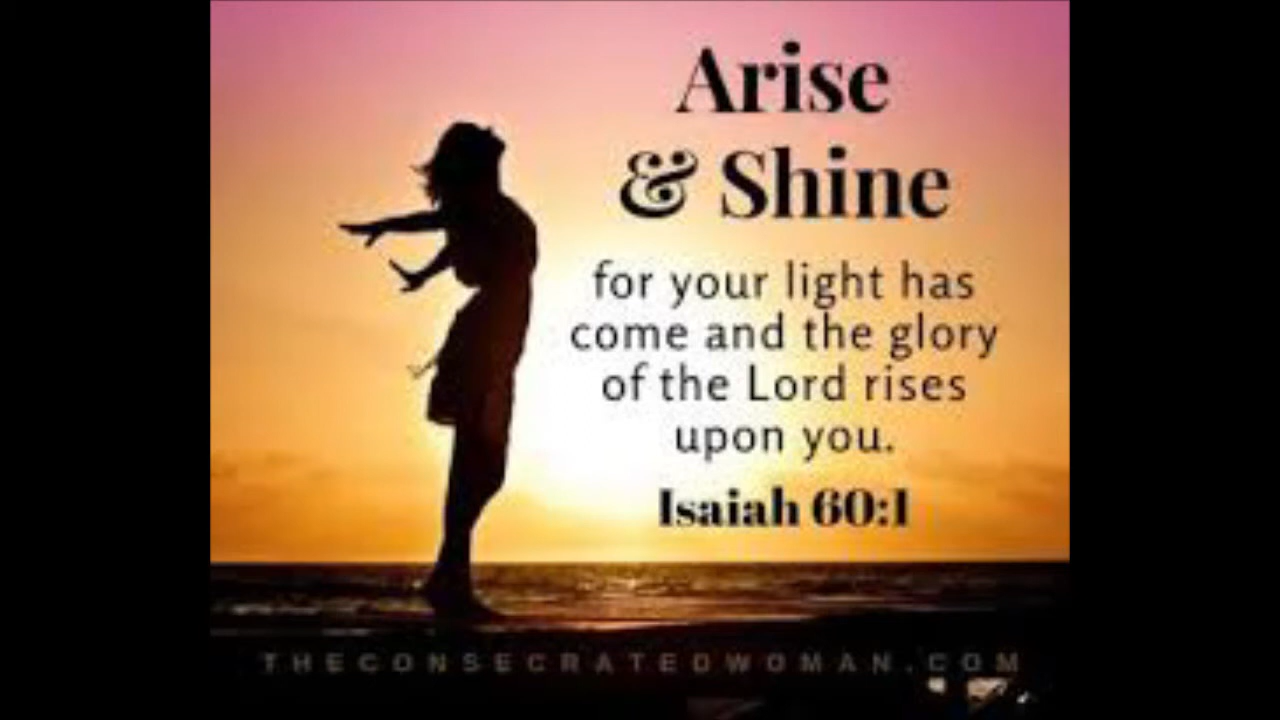 Arise
& Shine
for your light has
come and the glory
of the Lord rises
upon you.
Isaiah 60:1
THECONSECRATEDWOMAN.COM